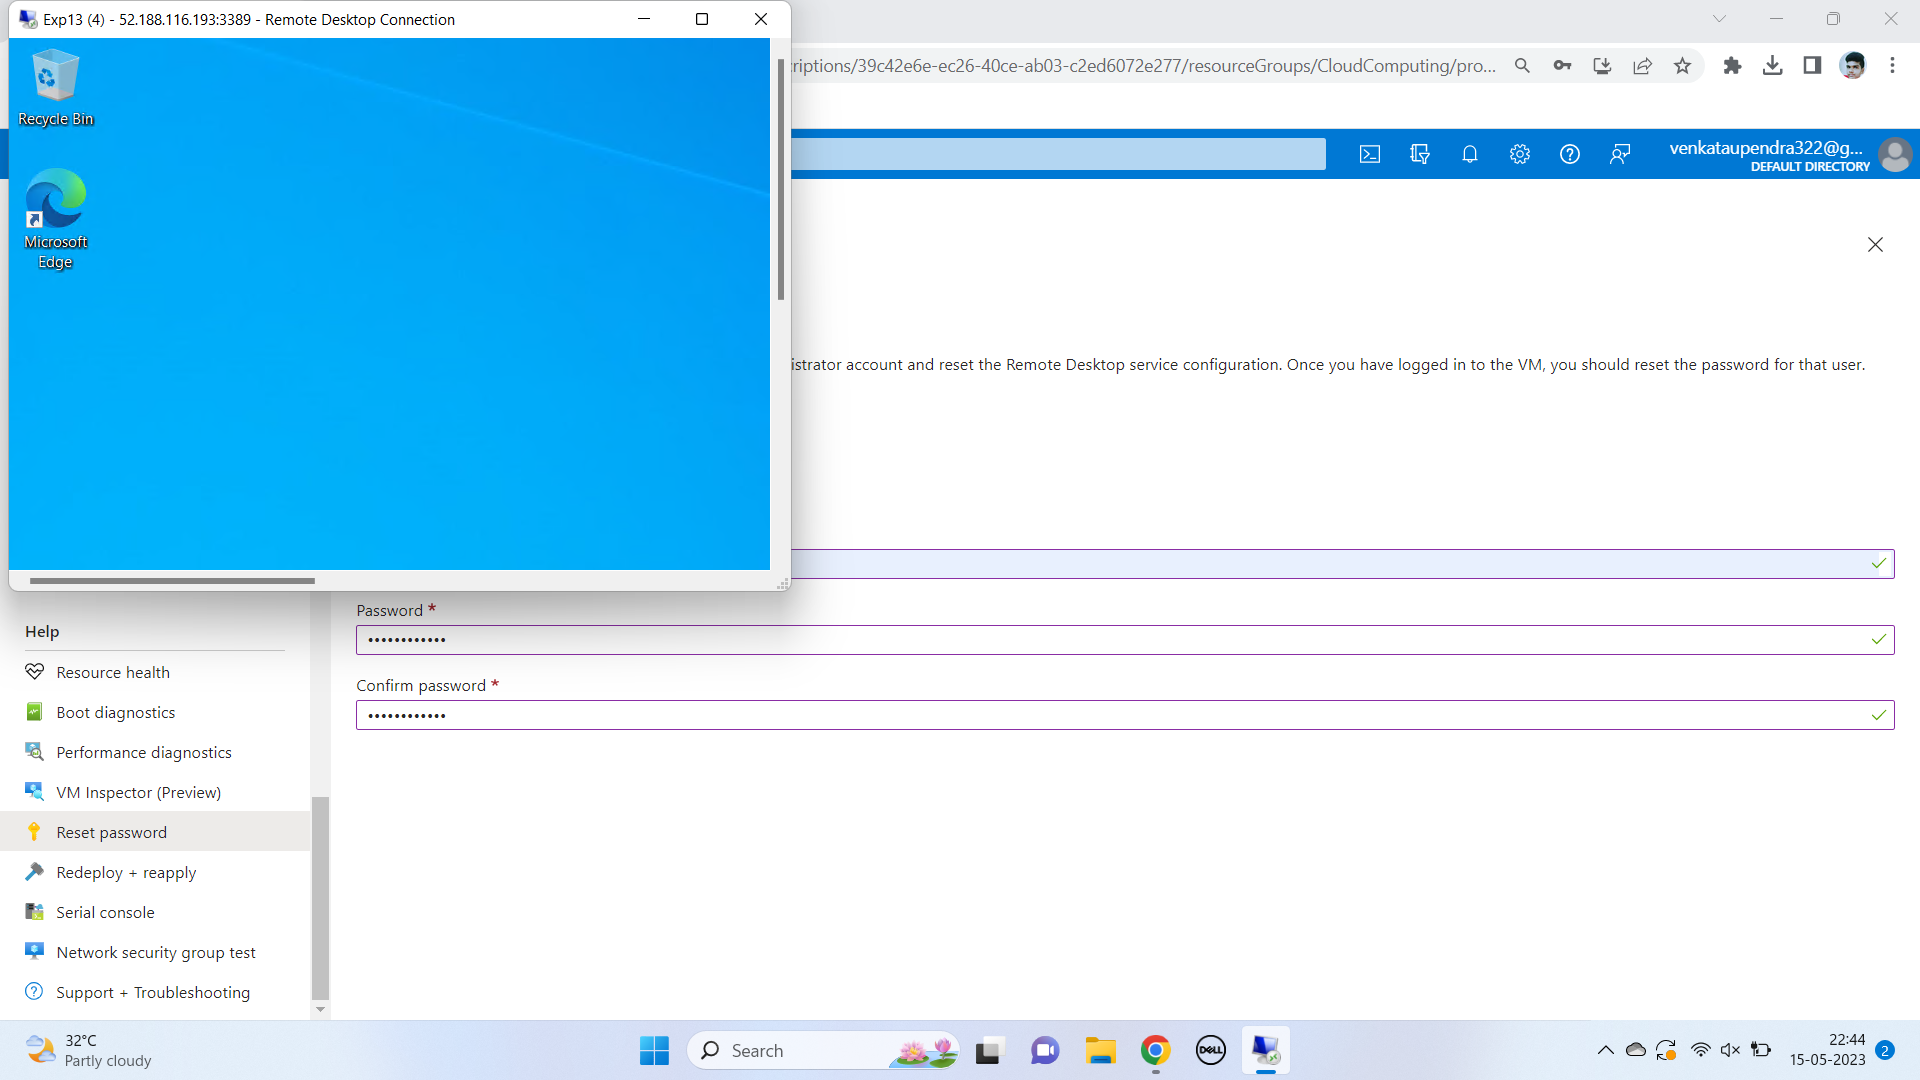 Exp13 (4) - 52.188.116.193:3389 - Remote Desktop Connection
Recycle Bin
Microsoft
Edge
riptions/39c42e6e-ec26-40ce-ab03-c2ed6072e277/resourceGroups/CloudComputing/pro...
venkataupendra322@g...
DEFAULT DIRECTORY
istrator account and reset the Remote Desktop service configuration. Once you have logged in to the VM, you should reset the password for that user.
Password *
••••••••••••
Confirm password *
••••••••••••
Help
Resource health
Boot diagnostics
Performance diagnostics
VM Inspector (Preview)
Reset password
Redeploy + reapply
Serial console
Network security group test
Support + Troubleshooting
32°C
Partly cloudy
Search
DELL
22:44
15-05-2023
2